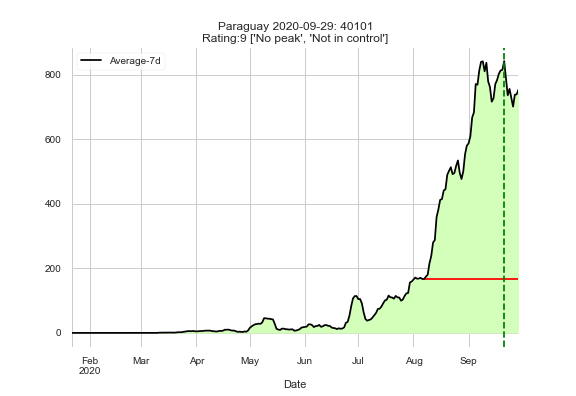 Paraguay 2020-09-29: 40101
Rating:9 ['No peak', 'Not in control']
Average-7d
800
600
400
200
0
Feb Mar Apr May Jun Jul Aug Sep
2020
Date